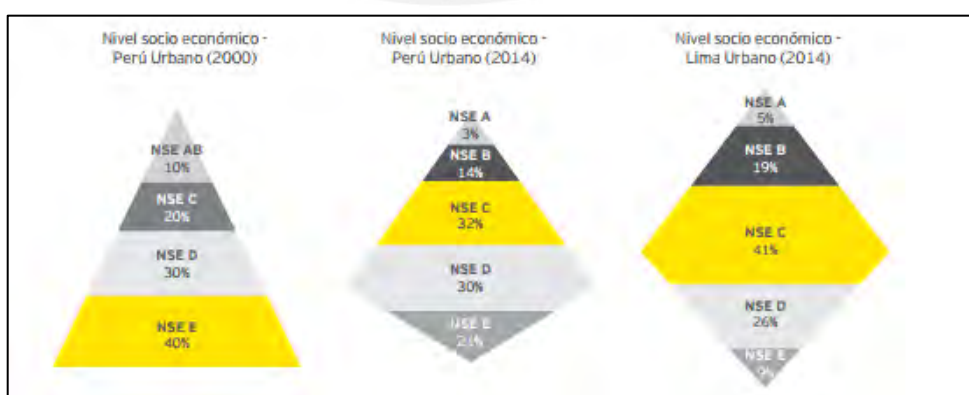 Nivel socio económico -
Perú Urbano (2000)
NSE AB
10%
NSE C
20%
NSE D
30%
NSE E
40%
Nivel socio económico -
Perú Urbano (2014)
NSE A
3%
NSE B
14%
NSE C
32%
NSE D
30%
NSE E
21%
Nivel socio económico -
Lima Urbano (2014)
NSE A
5%
NSE B
19%
NSE C
41%
NSE D
26%
NSE E